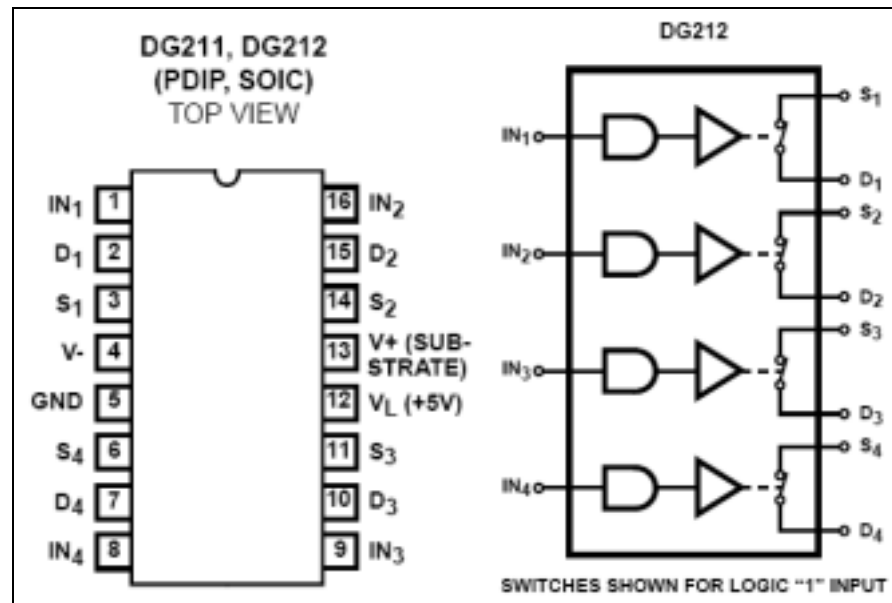 DG211, DG212
(PDIP, SOIC)
TOP VIEW
IN1 1 16 IN2
D1 2 15 D2
S1 3 14 S2
V- 4 13 V+ (SUB-
STRATE)
GND 5 12 VL (+5V)
S4 6 11 S3
D4 7 10 D3
IN4 8 9 IN3
DG212
S1
IN1
D1
S2
IN2
D2
S3
IN3
D3
S4
IN4
D4
SWITCHES SHOWN FOR LOGIC “1” INPUT